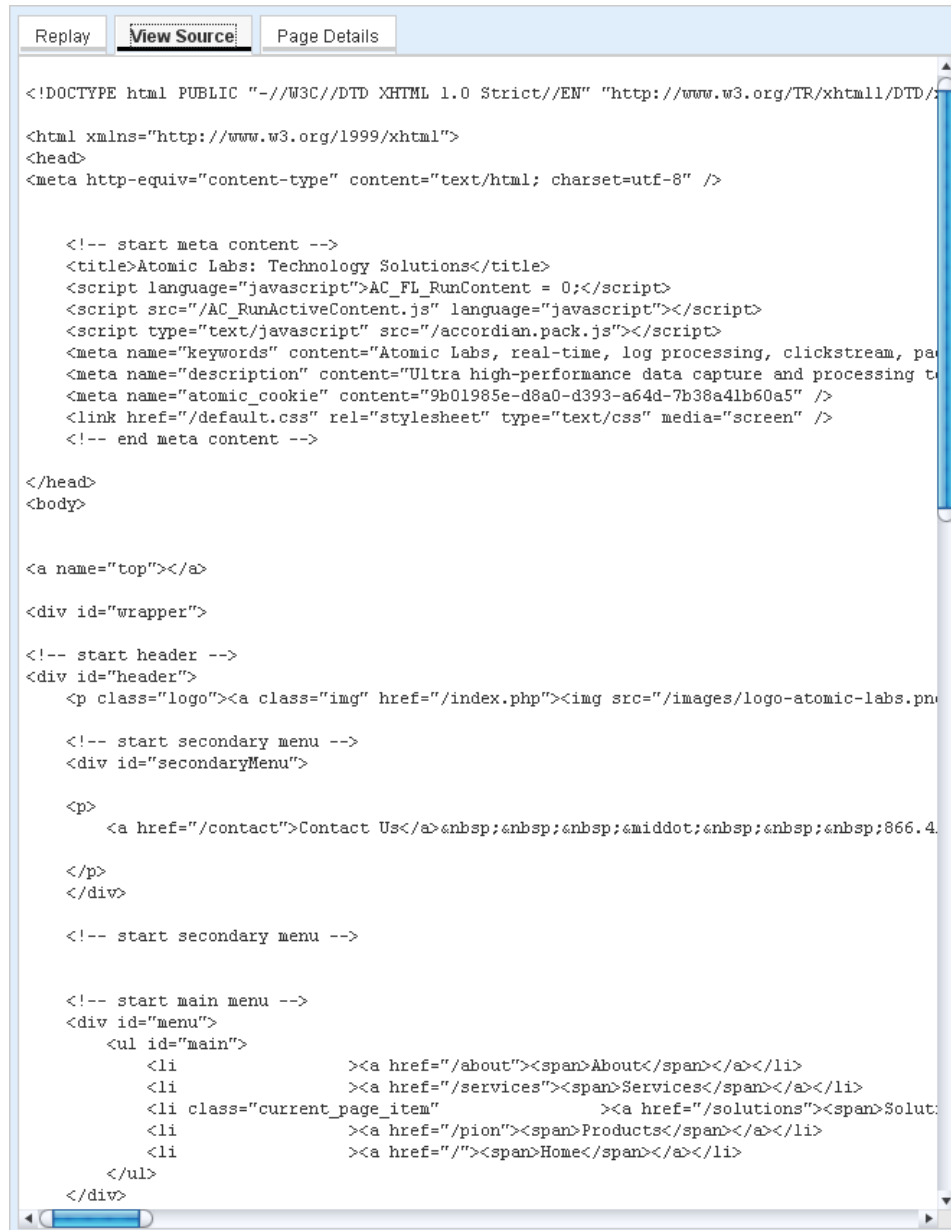 Replay View Source Page Details
<!DOCTYPE html PUBLIC "-//W3C//DTD XHTML 1.0 Strict//EN" "http://www.w3.org/TR/xhtml1/DTD/
<html xmlns="http://www.w3.org/1999/xhtml">
<head>
<meta http-equiv="content-type" content="text/html; charset=utf-8" />
<!-- start meta content -->
<title>Atomic Labs: Technology Solutions</title>
<script language="javascript">AC_FL_RunContent = 0;</script>
<script src="/AC_RunActiveContent.js" language="javascript"></script>
<script type="text/javascript" src="/accordian.pack.js"></script>
<meta name="keywords" content="Atomic Labs, real-time, log processing, clickstream, pa
<meta name="description" content="Ultra high-performance data capture and processing t
<meta name="atomic_cookie" content="9b01985e-d8a0-d393-a64d-7b38a41b60a5" />
<link href="/default.css" rel="stylesheet" type="text/css" media="screen" />
<!-- end meta content -->
</head>
<body>
<a name="top"></a>
<div id="wrapper">
<!-- start header -->
<div id="header">
<p class="logo"><a class="img" href="/index.php"><img src="/images/logo-atomic-labs.pn
<!-- start secondary menu -->
<div id="secondaryMenu">
<p>
<a href="/contact">Contact Us</a>&nbsp;&nbsp;&nbsp;&middot;&nbsp;&nbsp;&nbsp;866.4
</p>
</div>
<!-- start secondary menu -->
<!-- start main menu -->
<div id="menu">
<ul id="main">
<li ><a href="/about"><span>About</span></a></li>
<li ><a href="/services"><span>Services</span></a></li>
<li class="current_page_item" ><a href="/solutions"><span>Solut
<li ><a href="/pion"><span>Products</span></a></li>
<li ><a href="/"><span>Home</span></a></li>
</ul>
</div>